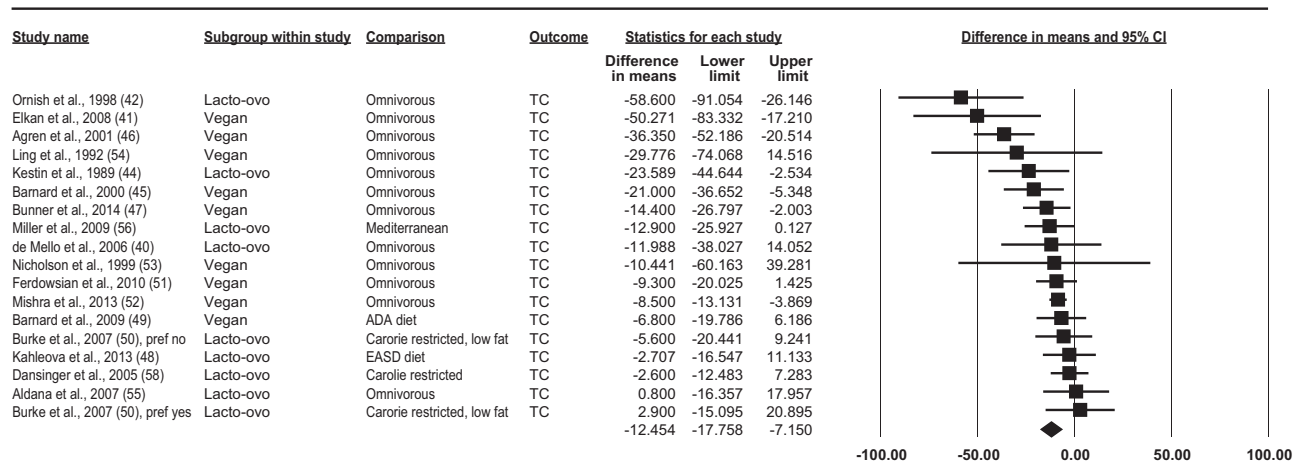 Study name Subgroup within study Comparison Outcome Statistics for each study Difference in means and 95% CI
Difference in means Lower limit Upper limit
Ornish et al., 1998 (42) Lacto-ovo Omnivorous TC -58.600 -91.054 -26.146
Elkan et al., 2008 (41) Vegan Omnivorous TC -50.271 -83.332 -17.210
Agren et al., 2001 (46) Vegan Omnivorous TC -36.350 -52.186 -20.514
Ling et al., 1992 (54) Vegan Omnivorous TC -29.776 -74.068 14.516
Kestin et al., 1989 (44) Lacto-ovo Omnivorous TC -23.589 -44.644 -2.534
Barnard et al., 2000 (45) Vegan Omnivorous TC -21.000 -36.652 -5.348
Bunner et al., 2014 (47) Vegan Omnivorous TC -14.400 -26.797 -2.003
Miller et al., 2009 (56) Lacto-ovo Mediterranean TC -12.900 -25.927 0.127
de Mello et al., 2006 (40) Lacto-ovo Omnivorous TC -11.988 -38.027 14.052
Nicholson et al., 1999 (53) Vegan Omnivorous TC -10.441 -60.163 39.281
Ferdowsian et al., 2010 (51) Vegan Omnivorous TC -9.300 -20.025 1.425
Mishra et al., 2013 (52) Vegan Omnivorous TC -8.500 -13.131 -3.869
Barnard et al., 2009 (49) Vegan ADA diet TC -6.800 -19.786 6.186
Burke et al., 2007 (50), pref no Lacto-ovo Carorie restricted, low fat TC -5.600 -20.441 9.241
Kahleova et al., 2013 (48) Lacto-ovo EASD diet TC -2.707 -16.547 11.133
Dansinger et al., 2005 (58) Lacto-ovo Carolie restricted TC -2.600 -12.483 7.283
Aldana et al., 2007 (55) Lacto-ovo Omnivorous TC 0.800 -16.357 17.957
Burke et al., 2007 (50), pref yes Lacto-ovo Carorie restricted, low fat TC 2.900 -15.095 20.895
-12.454 -17.758 -7.150
-100.00 -50.00 0.00 50.00 100.00